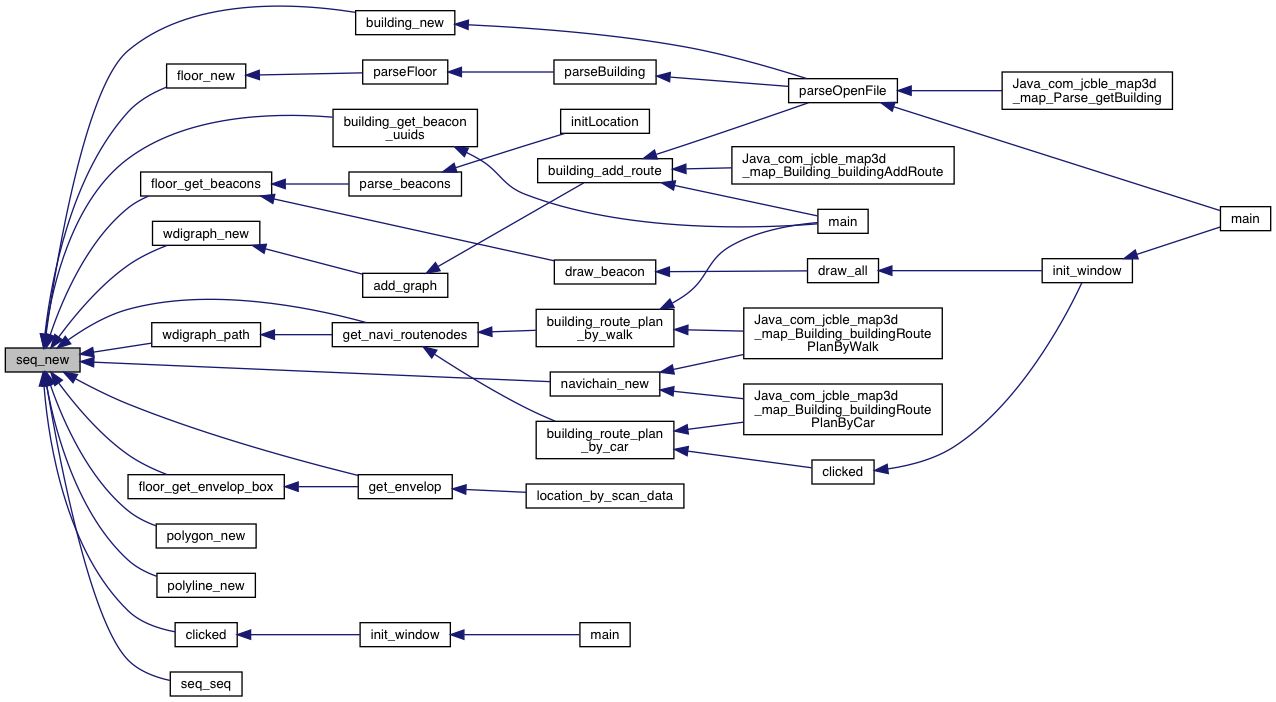 building_new
floor_new
parseFloor
parseBuilding
parseOpenFile
Java_com_jcble_map3d
_map_Parse_getBuilding
building_get_beacon
_uuids
initLocation
floor_get_beacons
parse_beacons
building_add_route
Java_com_jcble_map3d
_map_Building_buildingAddRoute
wdigraph_new
main
main
add_graph
draw_beacon
draw_all
init_window
seq_new
wdigraph_path
get_navi_routenodes
building_route_plan
_by_walk
Java_com_jcble_map3d
_map_Building_buildingRoute
PlanByWalk
navichain_new
Java_com_jcble_map3d
_map_Building_buildingRoute
PlanByCar
building_route_plan
_by_car
clicked
floor_get_envelop_box
get_envelop
location_by_scan_data
polygon_new
polyline_new
clicked
init_window
main
seq_seq